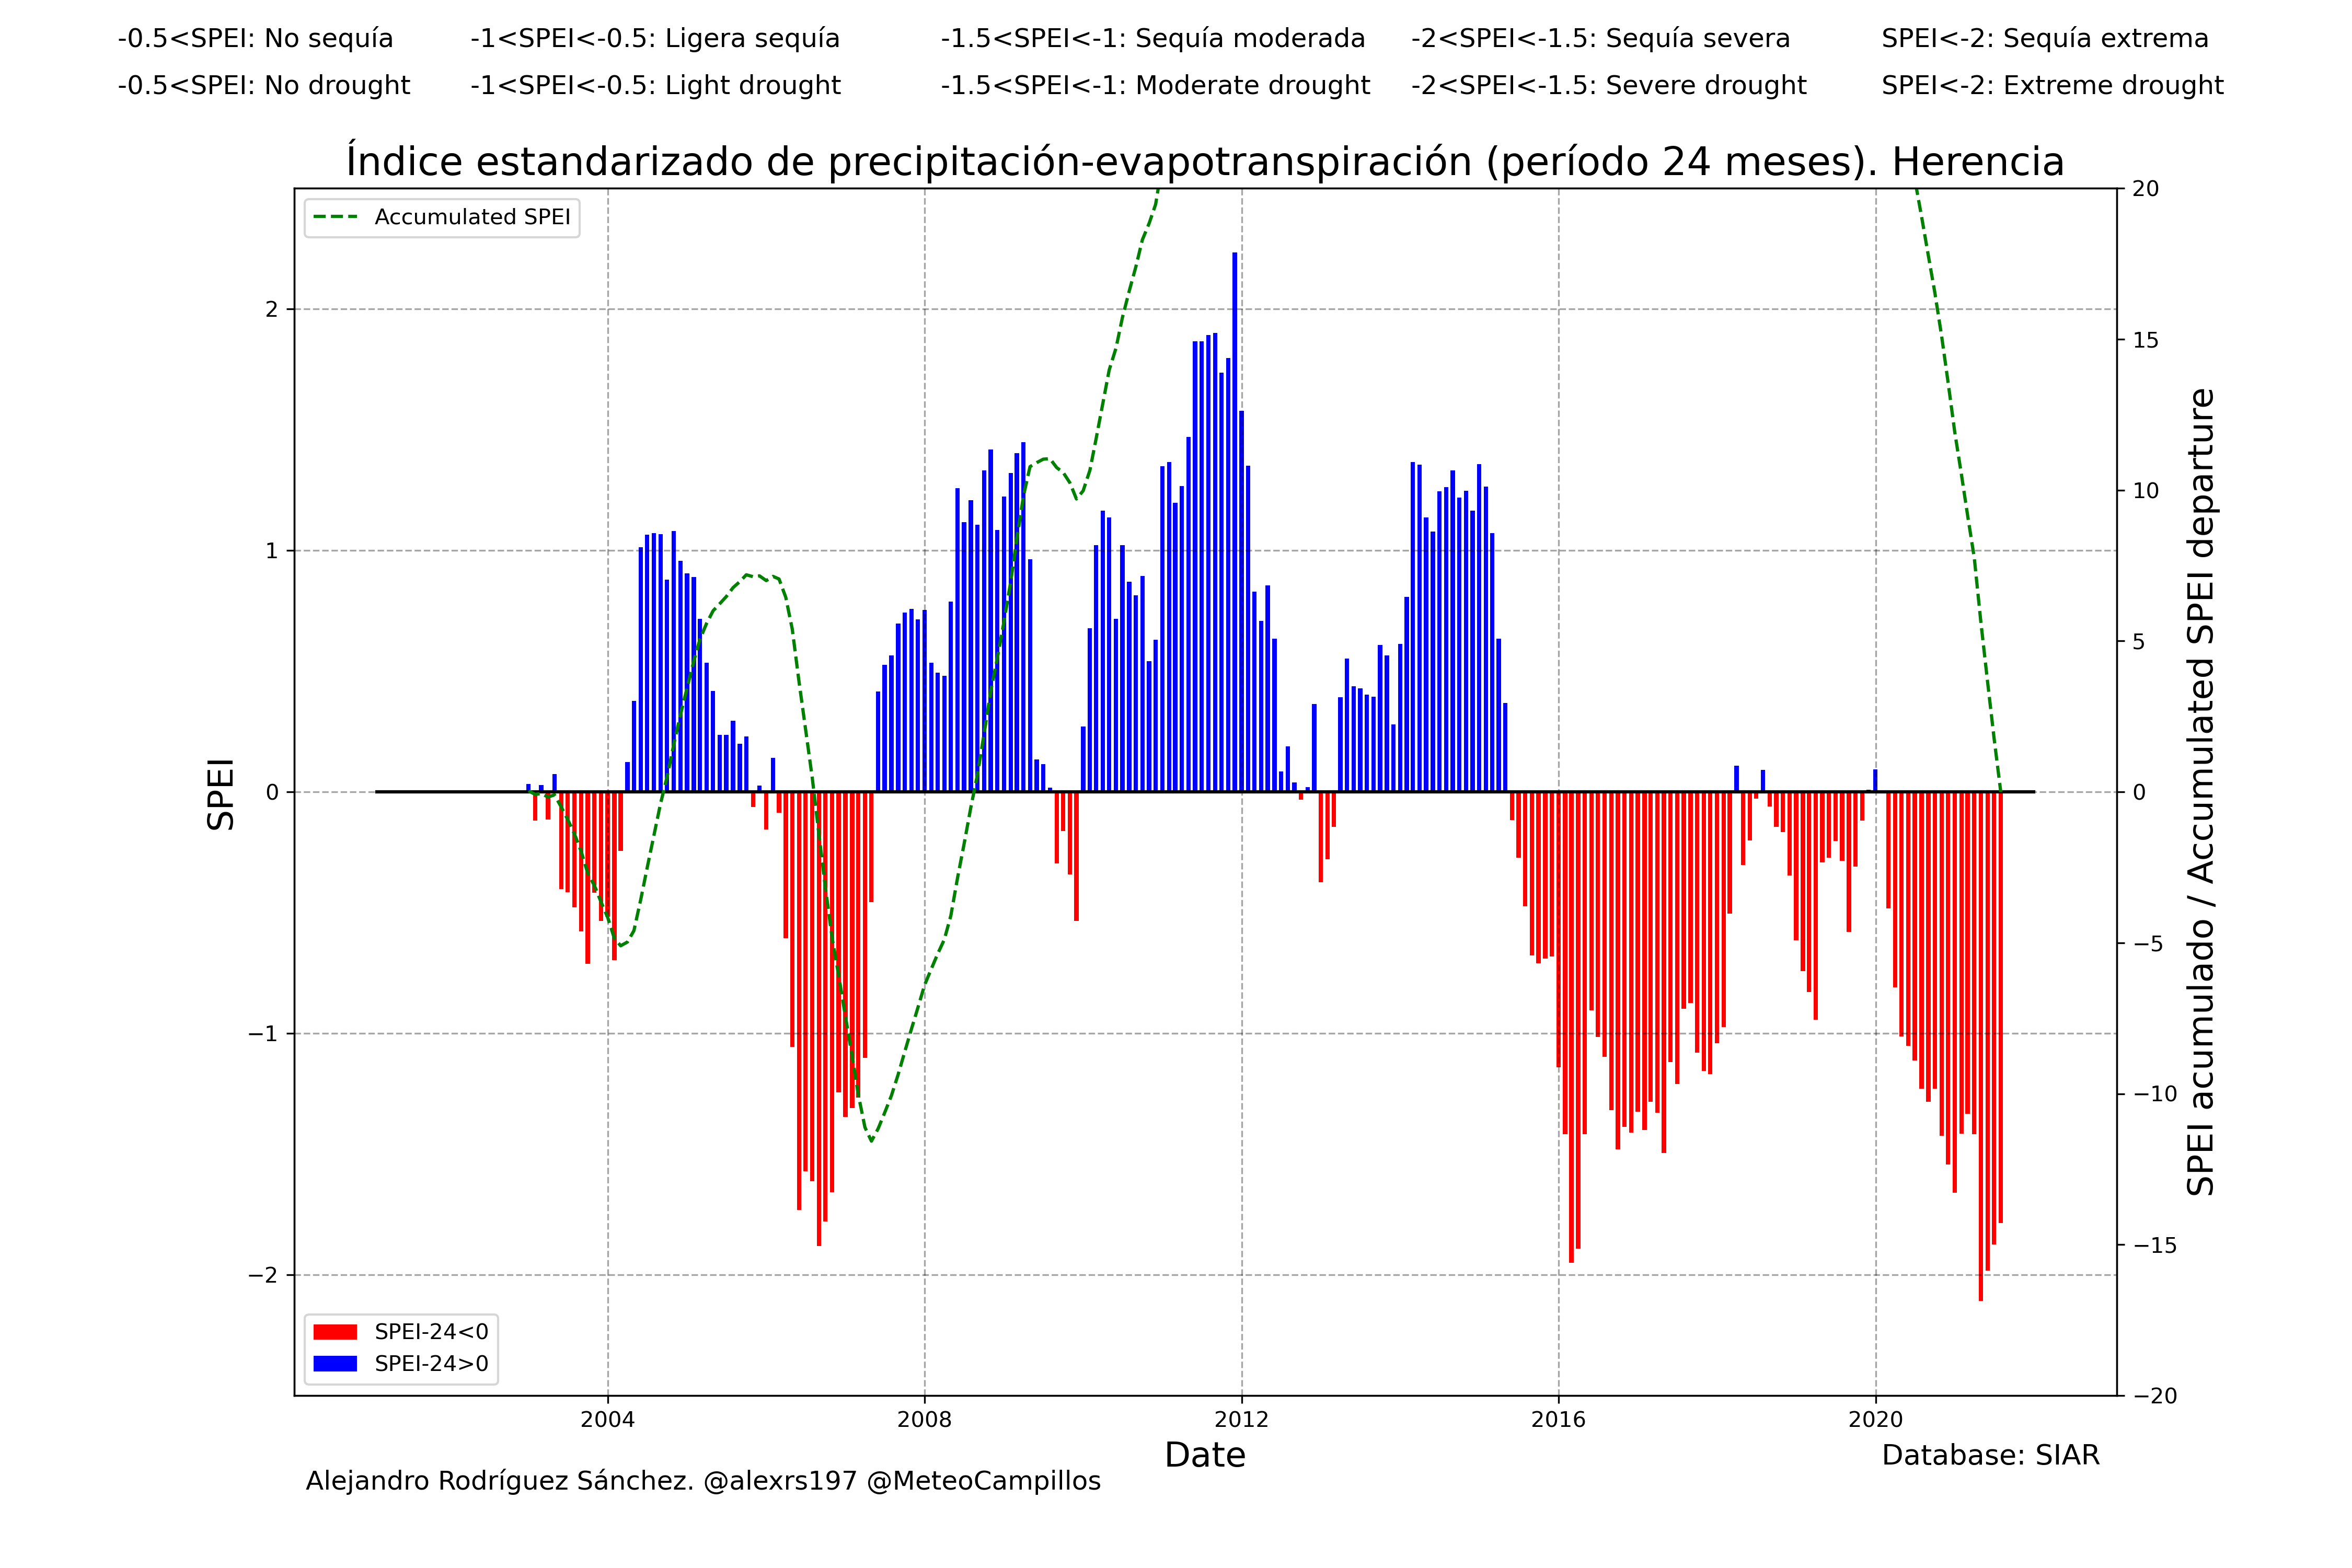 -0.5<SPEI: No sequía -1<SPEI<-0.5: Ligera sequía -1.5<SPEI<-1: Sequía moderada -2<SPEI<-1.5: Sequía severa SPEI<-2: Sequía extrema
-0.5<SPEI: No drought -1<SPEI<-0.5: Light drought -1.5<SPEI<-1: Moderate drought -2<SPEI<-1.5: Severe drought SPEI<-2: Extreme drought
Índice estandarizado de precipitación-evapotranspiración (período 24 meses). Herencia
Accumulated SPEI
SPEI
2
1
0
−1
−2
20
15
10
5
0
−5
−10
−15
−20
SPEI acumulado / Accumulated SPEI departure
SPEI-24<0
SPEI-24>0
2004 2008 2012 2016 2020
Date
Database: SIAR
Alejandro Rodríguez Sánchez. @alexrs197 @MeteoCampillos